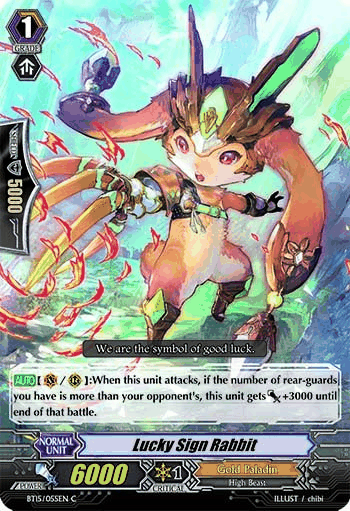 1
GRADE
SHIELD
5000
We are the symbol of good luck.
AUTO [ / ]:When this unit attacks, if the number of rear-guards
you have is more than your opponent's, this unit gets +3000 until
end of that battle.
NORMAL
UNIT
Lucky Sign Rabbit
POWER
6000
1
CRITICAL
Gold Paladin
High Beast
BT15/055EN C
ILLUST / chibi